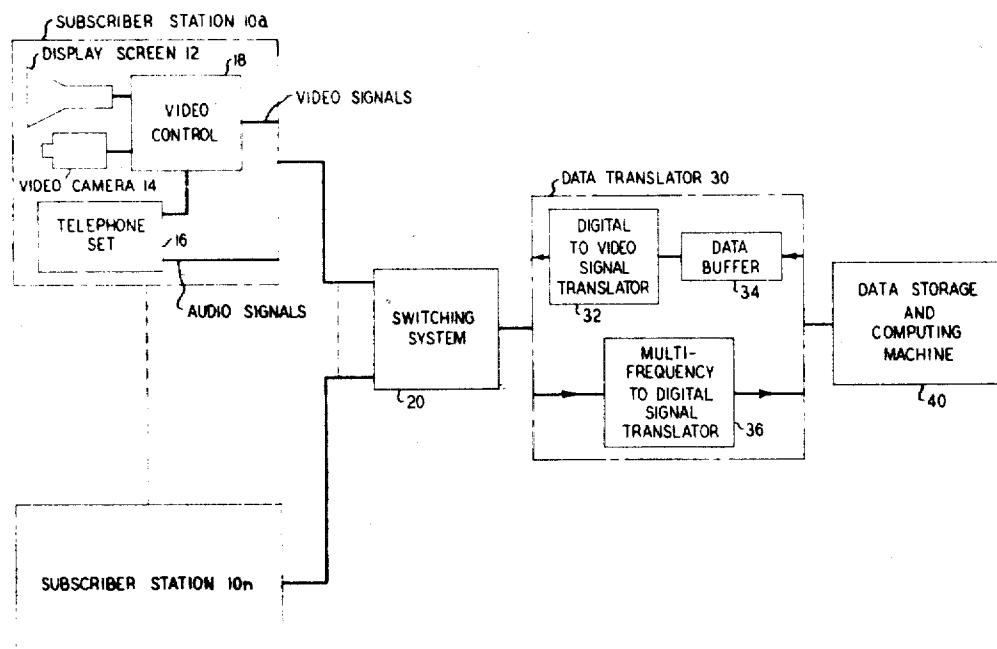 SUBSCRIBER STATION 10a
DISPLAY SCREEN 12
18
VIDEO
CONTROL
VIDEO SIGNALS
VIDEO CAMERA 14
TELEPHONE
SET
16
AUDIO SIGNALS
SWITCHING
SYSTEM
20
DATA TRANSLATOR 30
DIGITAL
TO VIDEO
SIGNAL
TRANSLATOR
32
DATA
BUFFER
34
MULTI-
FREQUENCY
TO DIGITAL
SIGNAL
TRANSLATOR
36
DATA STORAGE
AND
COMPUTING
MACHINE
40
SUBSCRIBER STATION 10n